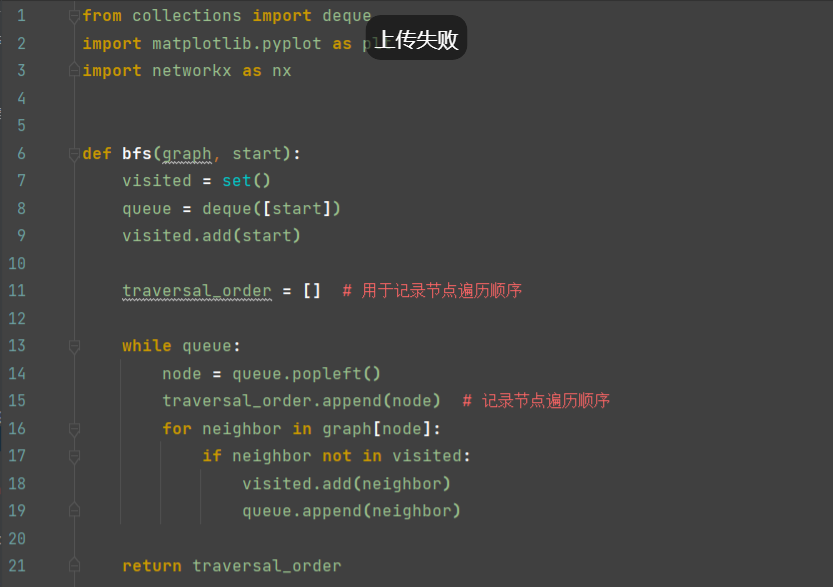 1 from collections import deque
上传失败
2 import matplotlib.pyplot as
3 import networkx as nx
4
5
6 def bfs(graph, start):
7 visited = set()
8 queue = deque([start])
9 visited.add(start)
10
11 traversal_order = [] # 用于记录节点遍历顺序
12
13 while queue:
14 node = queue.popleft()
15 traversal_order.append(node) # 记录节点遍历顺序
16 for neighbor in graph[node]:
17 if neighbor not in visited:
18 visited.add(neighbor)
19 queue.append(neighbor)
20
21 return traversal_order